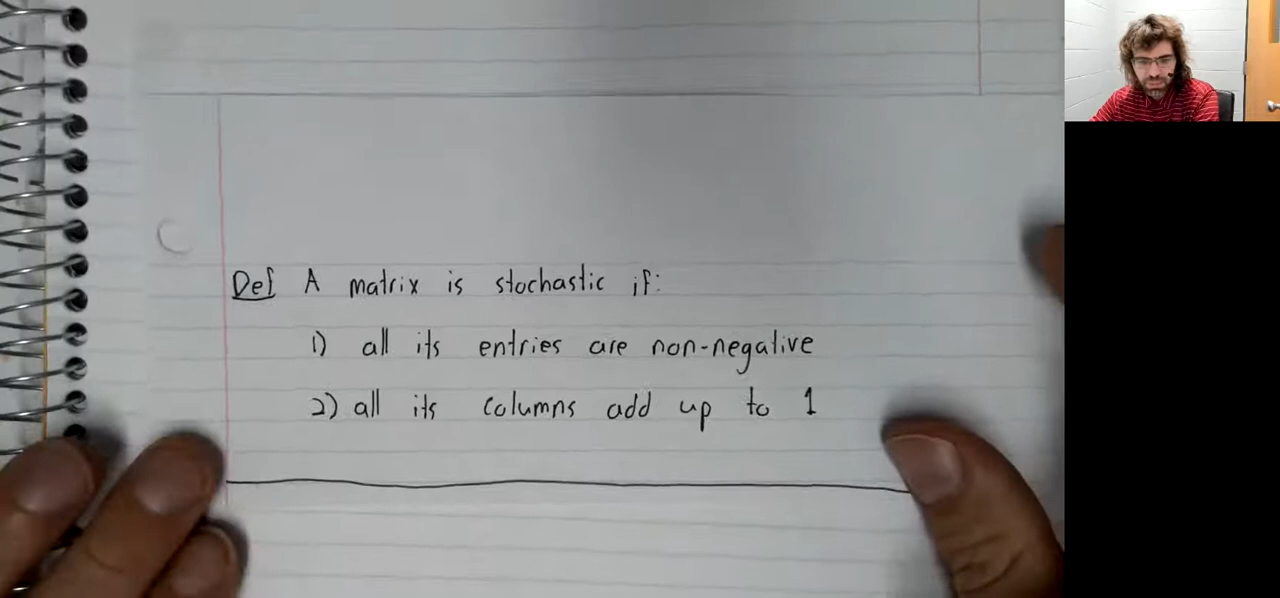 Def A matrix is stochastic if:
1) all its entries are non-negative
2) all its columns add up to 1